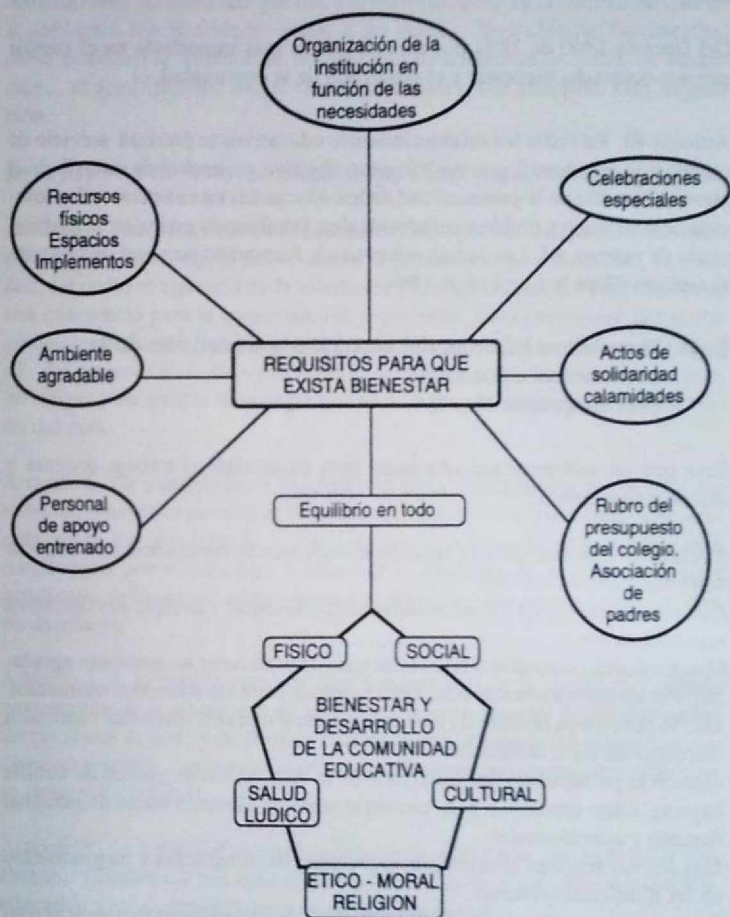 Organización de la
institución en
función de las
necesidades
Recursos
físicos
Espacios
Implementos
Celebraciones
especiales
Ambiente
agradable
REQUISITOS PARA QUE
EXISTA BIENESTAR
Actos de
solidaridad
calamidades
Personal
de apoyo
entrenado
Equilibrio en todo
Rubro del
presupuesto
del colegio.
Asociación
de
padres
FISICO
SOCIAL
BIENESTAR Y
DESARROLLO
DE LA COMUNIDAD
EDUCATIVA
SALUD
LUDICO
CULTURAL
ETICO - MORAL
RELIGION